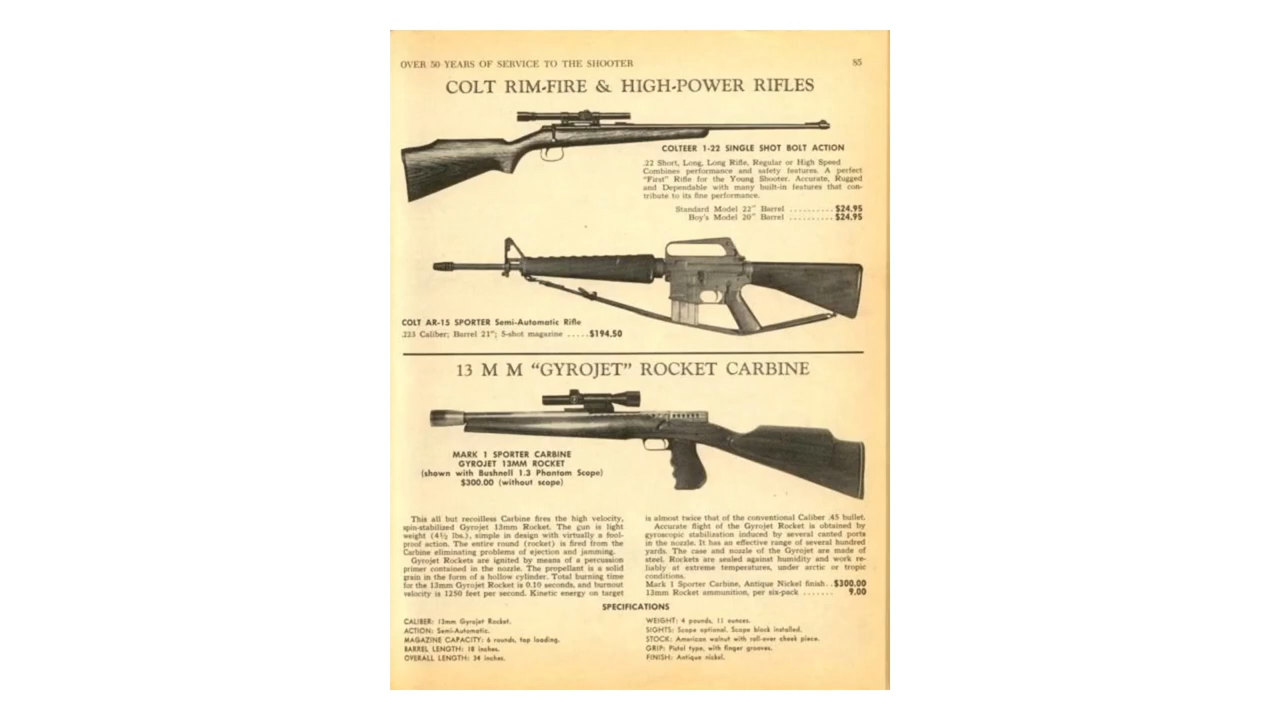 OVER 50 YEARS OF SERVICE TO THE SHOOTER
85
COLT RIM-FIRE & HIGH-POWER RIFLES
COLTEER 1-22 SINGLE SHOT BOLT ACTION
.22 Short, Long, Long Rifle, Regular or High Speed
Combines performance and safety features. A perfect
"First" Rifle for the Young Shooter. Accurate, Rugged
and Dependable with many built-in features that con-
tribute to its fine performance.
Standard Model 22" Barrel .......... $24.95
Boy's Model 20" Barrel .......... $24.95
COLT AR-15 SPORTER Semi-Automatic Rifle
.223 Caliber; Barrel 21"; 5-shot magazine ..... $194.50
13 M M "GYROJET" ROCKET CARBINE
MARK 1 SPORTER CARBINE
GYROJET 13MM ROCKET
(shown with Bushnell 1.3 Phantom Scope)
$300.00 (without scope)
This all but recoilless Carbine fires the high velocity,
spin-stabilized Gyrojet 13mm Rocket. The gun is light
weight (4½ lbs.), simple in design with virtually a fool-
proof action. The entire round (rocket) is fired from the
Carbine eliminating problems of ejection and jamming.
Gyrojet Rockets are ignited by means of a percussion
primer contained in the nozzle. The propellant is a solid
grain in the form of a hollow cylinder. Total burning time
for the 13mm Gyrojet Rocket is 0.10 seconds, and burnout
velocity is 1250 feet per second. Kinetic energy on target
is almost twice that of the conventional Caliber .45 bullet.
Accurate flight of the Gyrojet Rocket is obtained by
gyroscopic stabilization induced by several canted ports
in the nozzle. It has an effective range of several hundred
yards. The case and nozzle of the Gyrojet are made of
steel. Rockets are sealed against humidity and work re-
liably at extreme temperatures, under arctic or tropic
conditions.
Mark 1 Sporter Carbine, Antique Nickel finish..$300.00
13mm Rocket ammunition, per six-pack ....... 9.00
SPECIFICATIONS
CALIBER: 13mm Gyrojet Rocket.
ACTION: Semi-Automatic.
MAGAZINE CAPACITY: 6 rounds, top loading.
BARREL LENGTH: 18 inches.
OVERALL LENGTH: 34 inches.
WEIGHT: 4 pounds, 11 ounces.
SIGHTS: Scope optional. Scope block installed.
STOCK: American walnut with roll-over cheek piece.
GRIP: Pistol type, with finger grooves.
FINISH: Antique nickel.